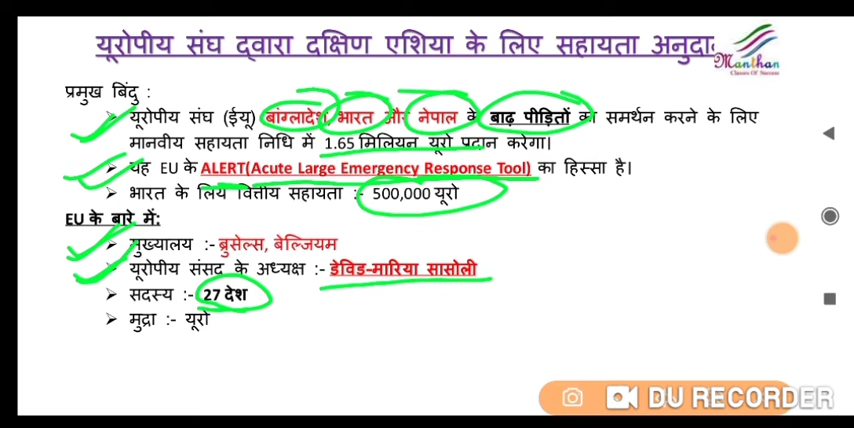 यूरोपीय संघ द्वारा दक्षिण एशिया के लिए सहायता अनुदा
Manthan
Classes Of Success
प्रमुख बिंदु :
➢ यूरोपीय संघ (ईयू) बांग्लादेश, भारत और नेपाल के बाढ़ पीड़ितों का समर्थन करने के लिए
मानवीय सहायता निधि में 1.65 मिलियन यूरो प्रदान करेगा।
➢ यह EU के ALERT(Acute Large Emergency Response Tool) का हिस्सा है।
➢ भारत के लिये वित्तीय सहायता :- 500,000 यूरो
EU के बारे में:
➢ मुख्यालय :- ब्रुसेल्स, बेल्जियम
➢ यूरोपीय संसद के अध्यक्ष :- डेविड-मारिया सासोली
➢ सदस्य :- 27 देश
➢ मुद्रा :- यूरो
DU RECORDER